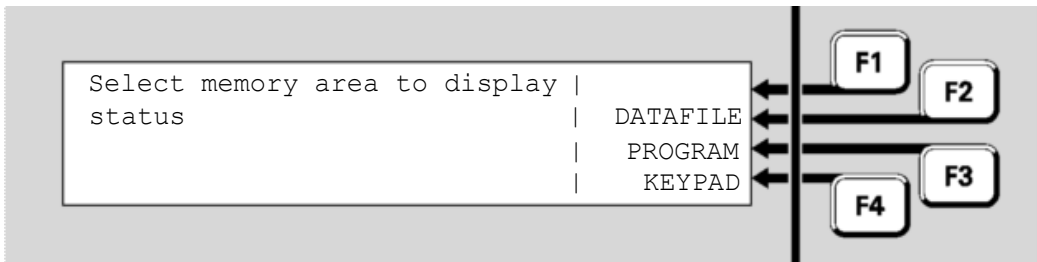 Select memory area to display |
status | DATAFILE
| PROGRAM
| KEYPAD
F1
F2
F3
F4